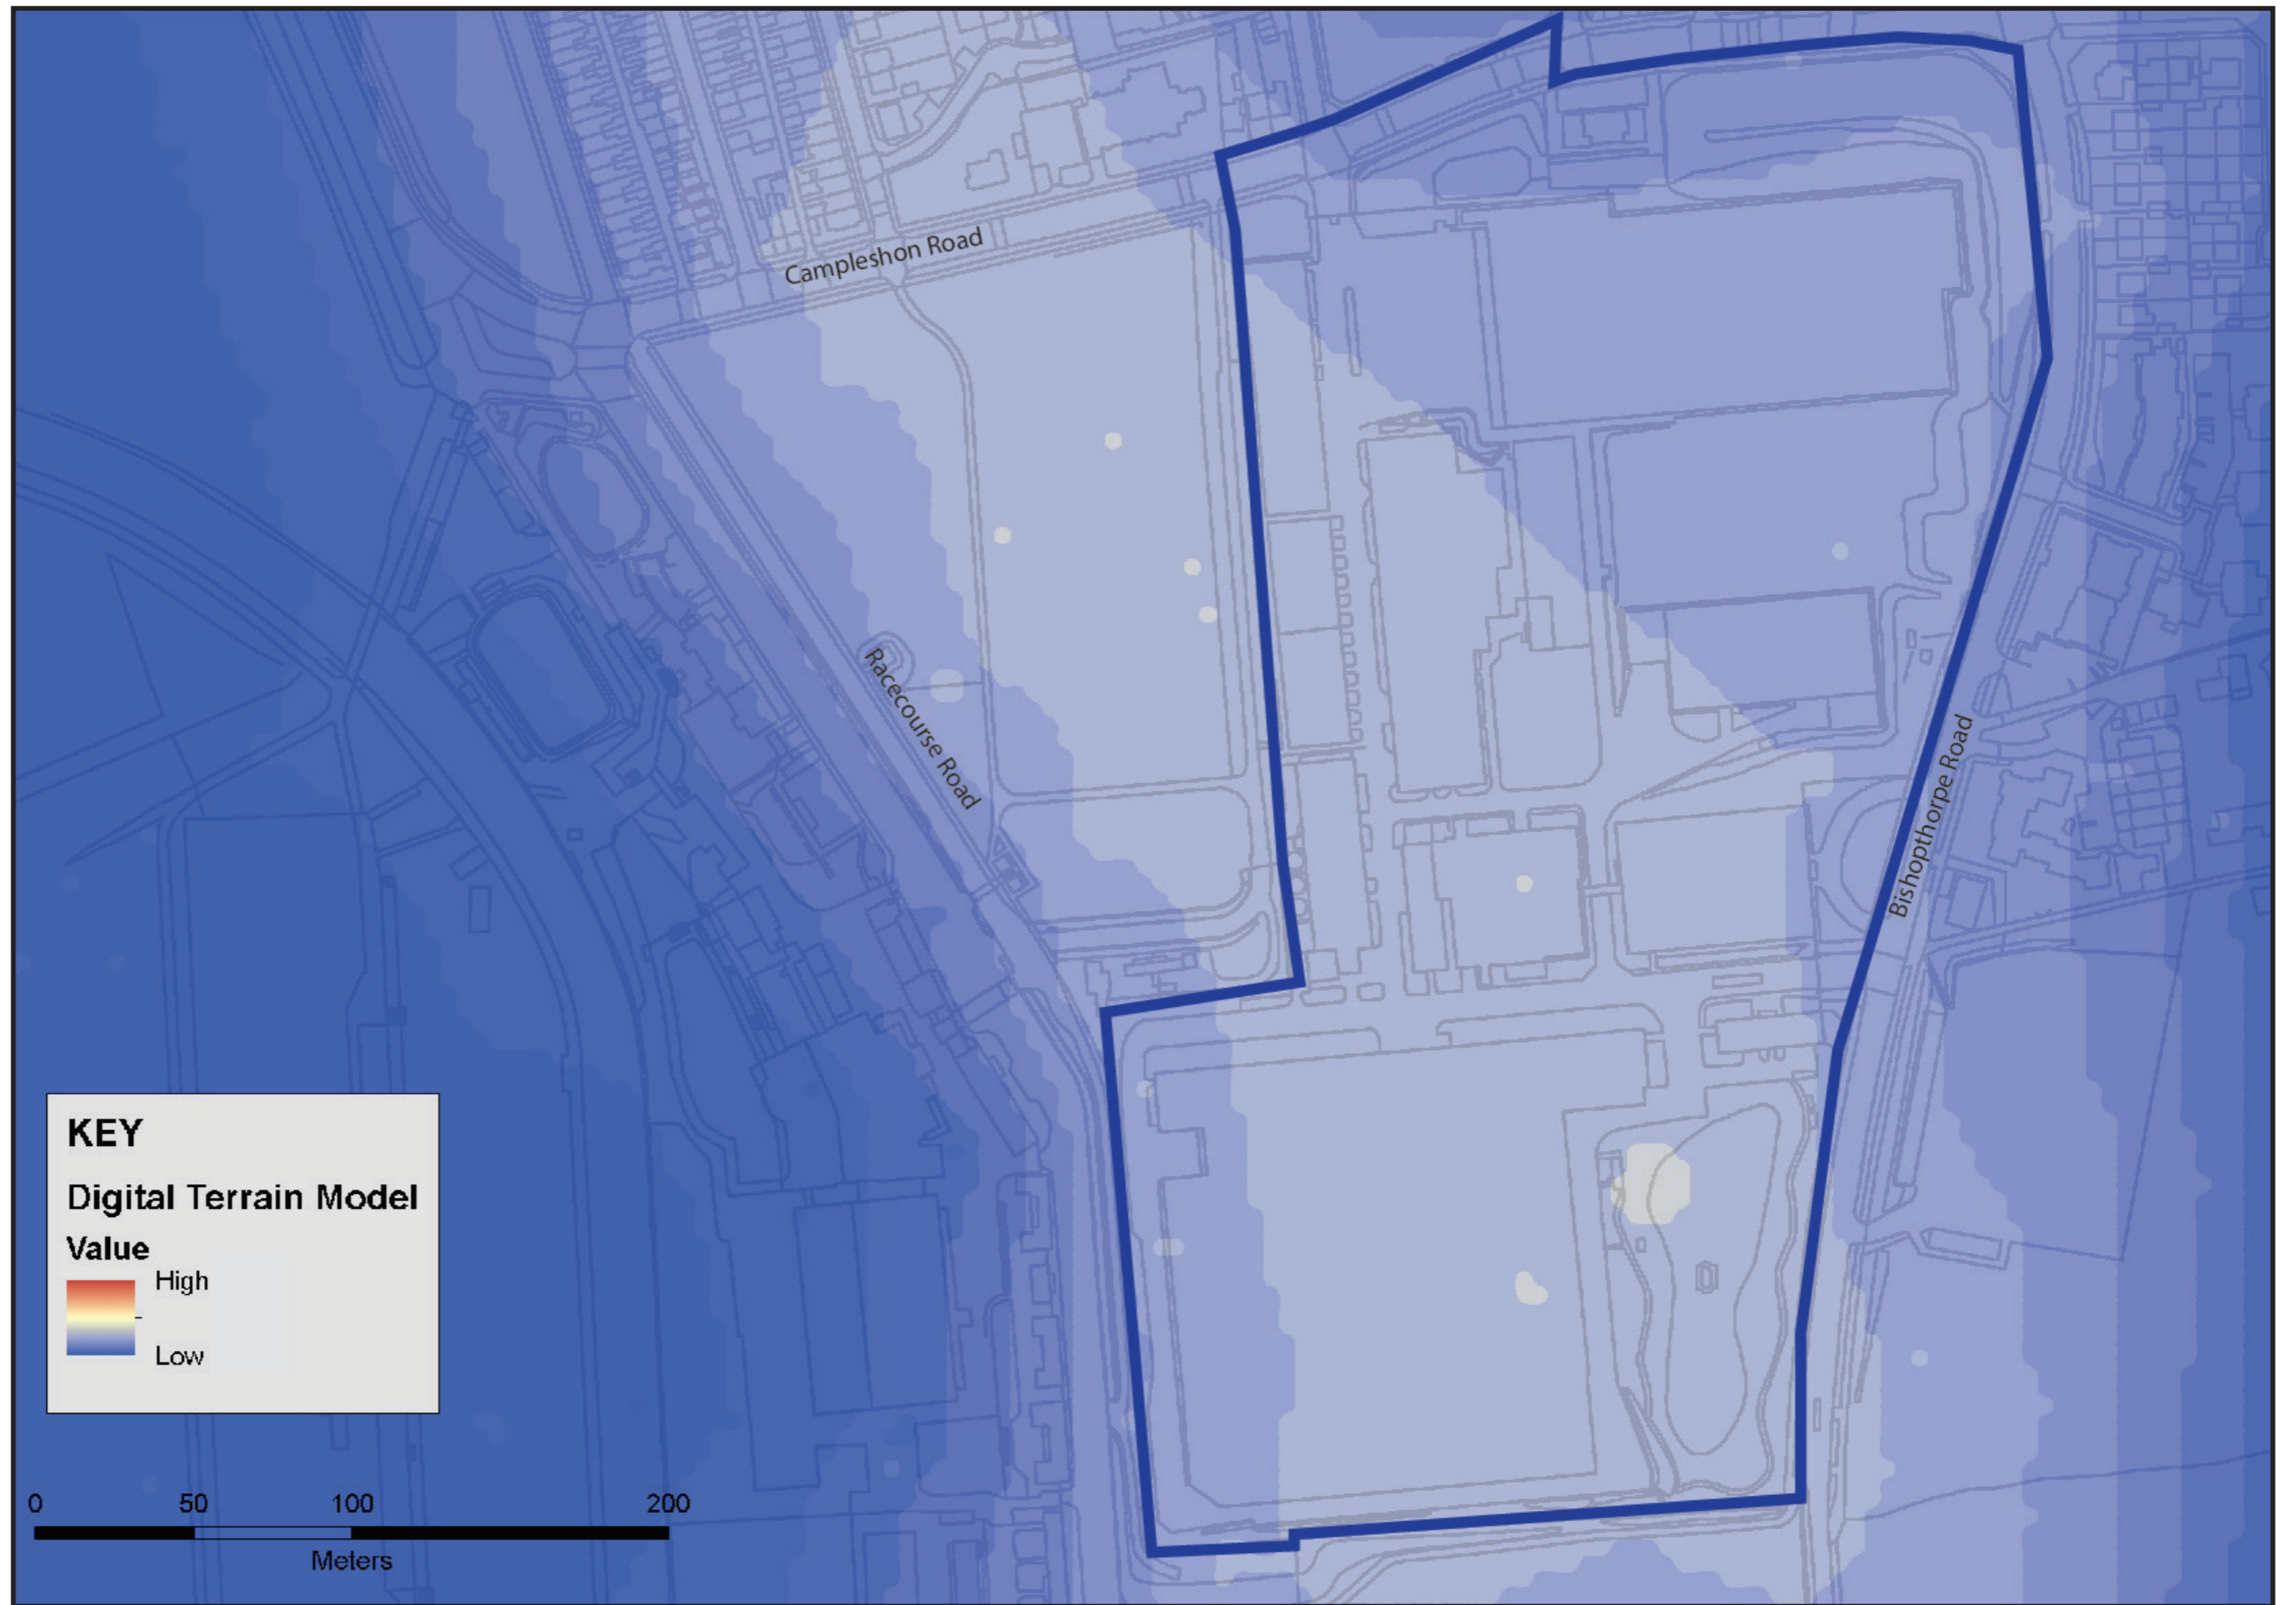 Campleshon Road
Racecourse Road
Bishopthorpe Road
KEY
Digital Terrain Model
Value
High
Low
0 50 100 200
Meters